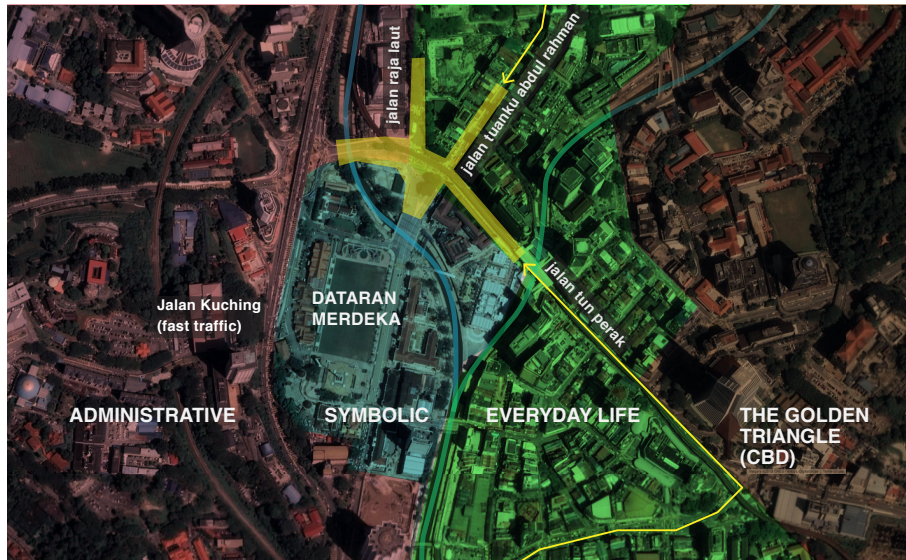 jalan raja laut
jalan tuanku abdul rahman
jalan tun perak
DATARAN
MERDEKA
Jalan Kuching
(fast traffic)
ADMINISTRATIVE
SYMBOLIC
EVERYDAY LIFE
THE GOLDEN
TRIANGLE
(CBD)